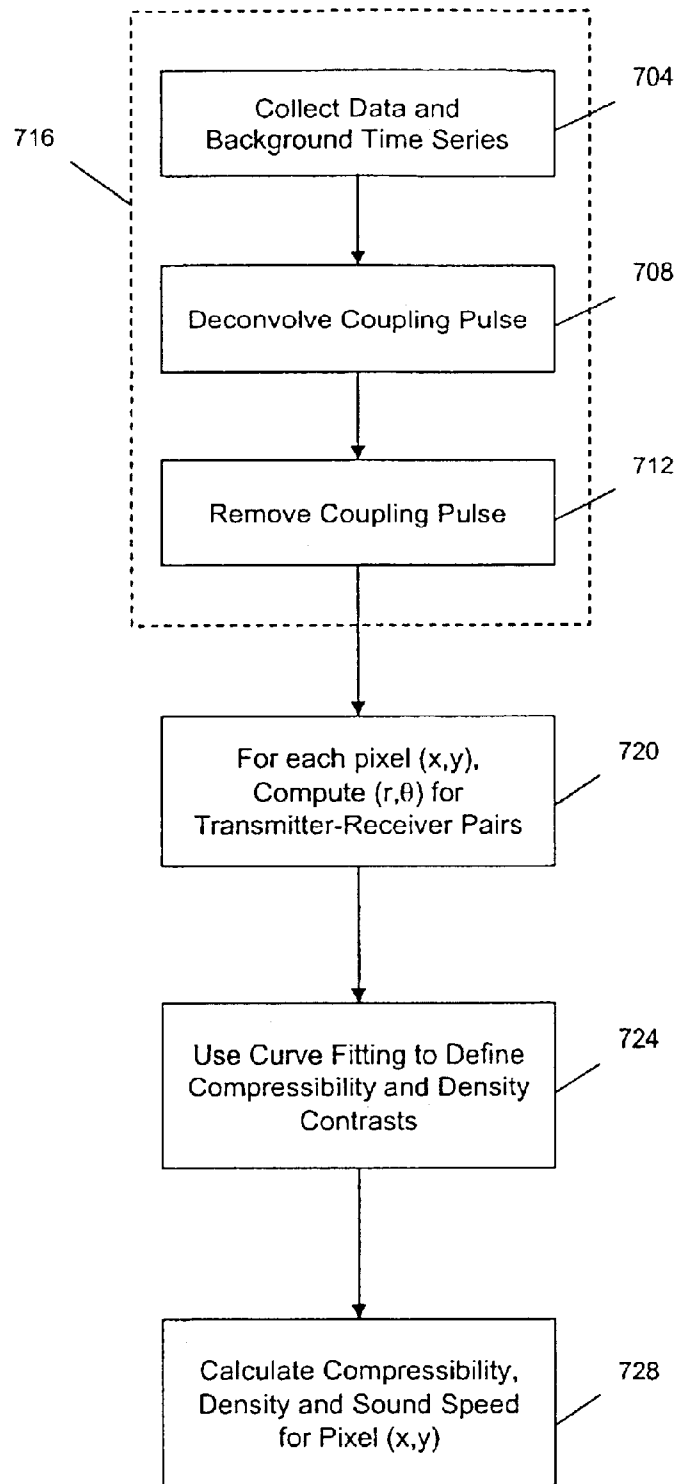 704
Collect Data and
Background Time Series
716
708
Deconvolve Coupling Pulse
712
Remove Coupling Pulse
720
For each pixel (x,y),
Compute (r,θ) for
Transmitter-Receiver Pairs
724
Use Curve Fitting to Define
Compressibility and Density
Contrasts
728
Calculate Compressibility,
Density and Sound Speed
for Pixel (x,y)